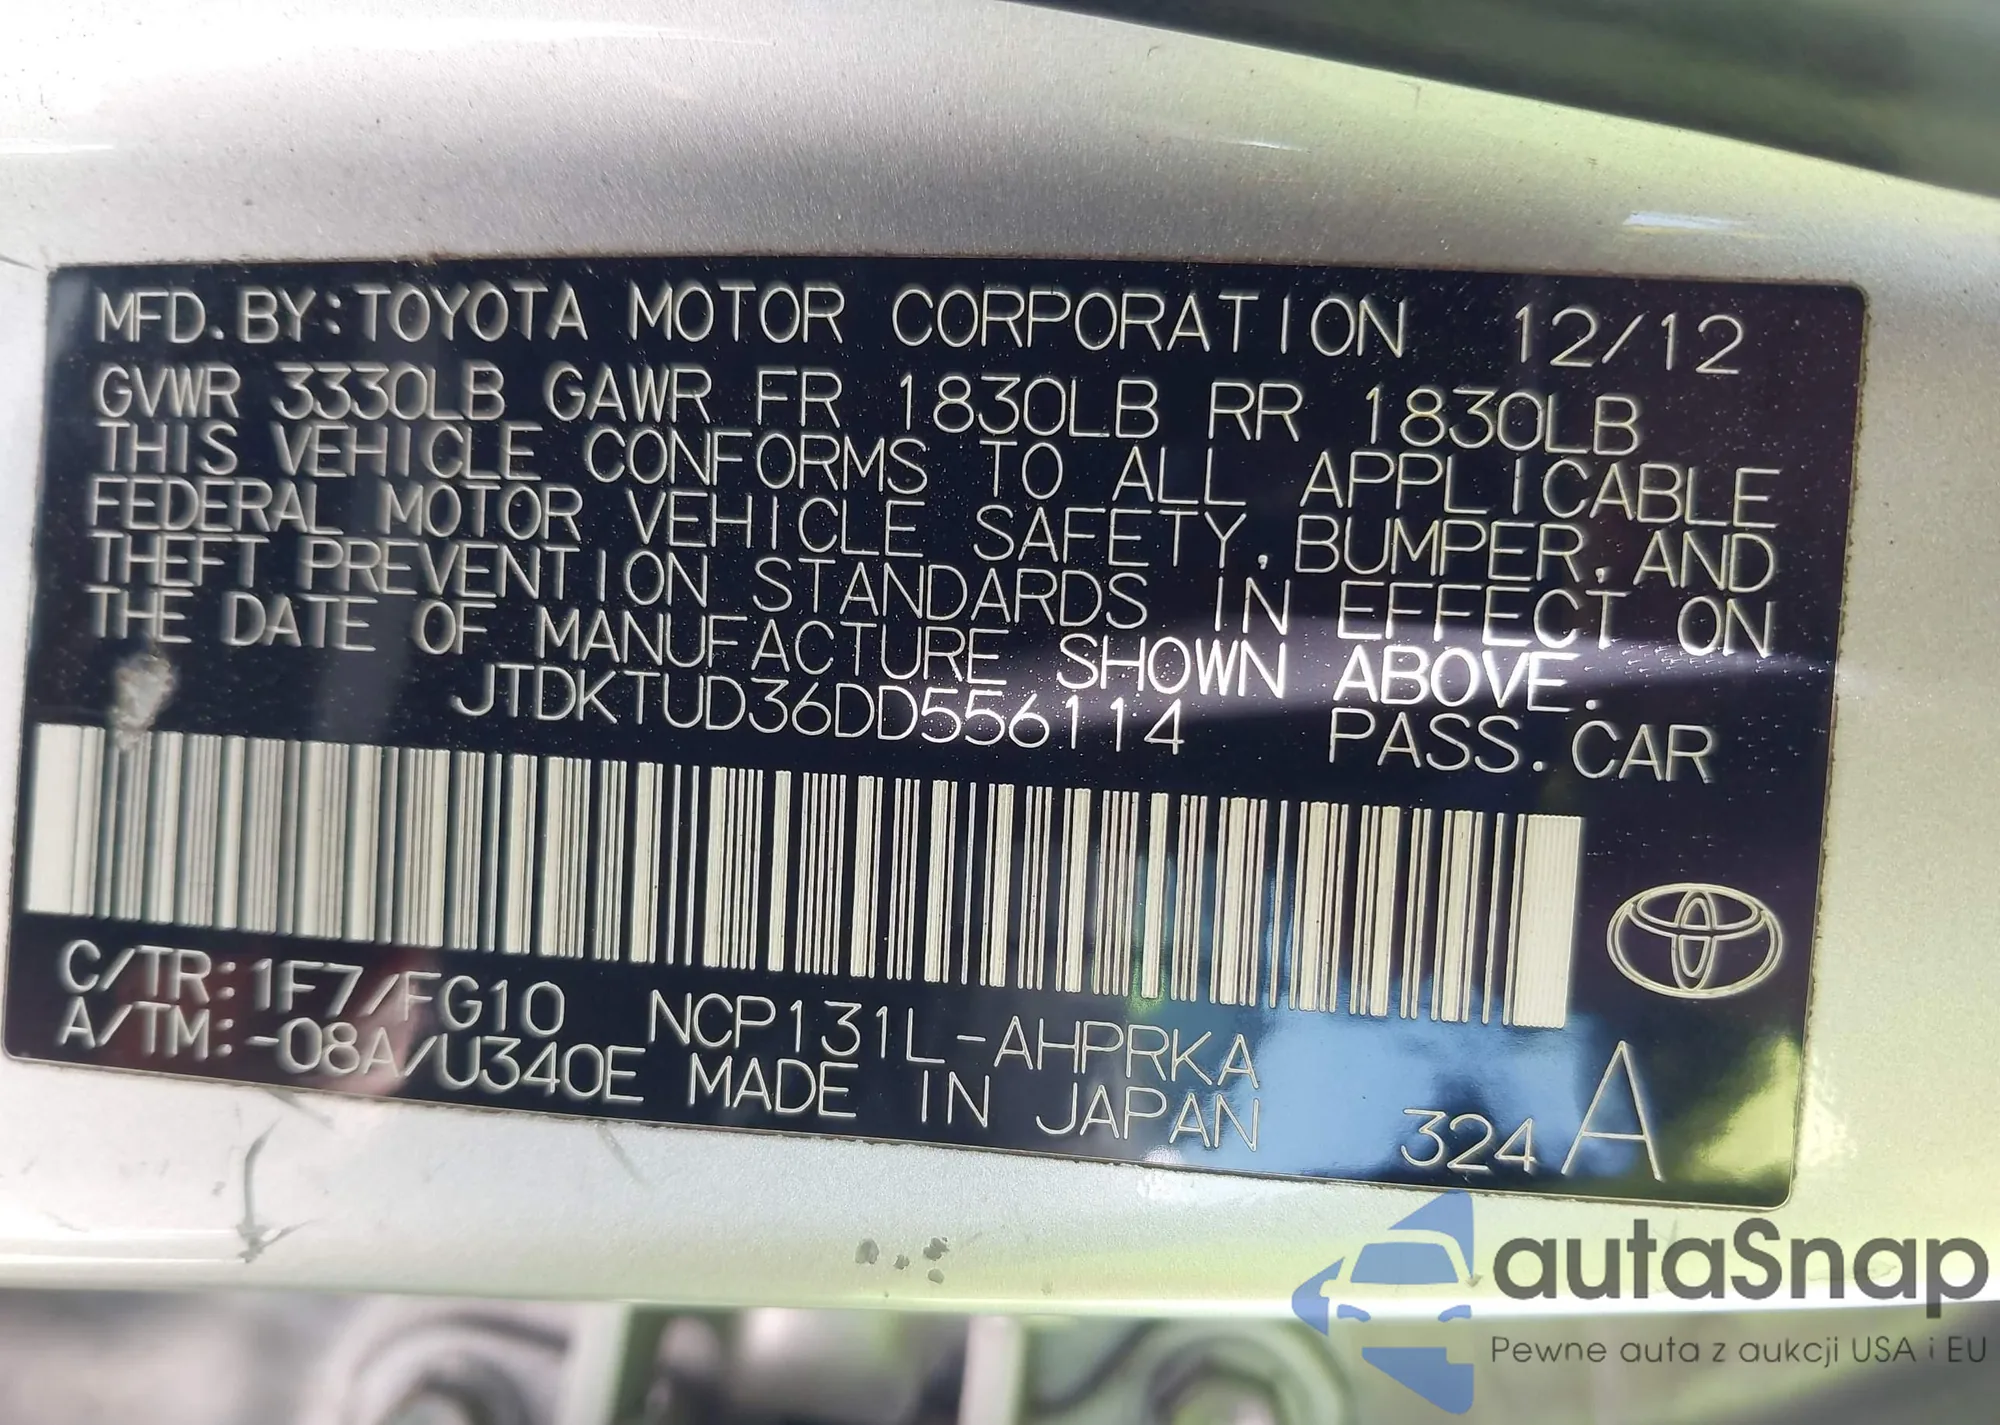 MFD. BY: TOYOTA MOTOR CORPORATION 12/12
GVWR 3330LB GAWR FR 1830LB RR 1830LB
THIS VEHICLE CONFORMS TO ALL APPLICABLE
FEDERAL MOTOR VEHICLE SAFETY, BUMPER, AND
THEFT PREVENTION STANDARDS IN EFFECT ON
THE DATE OF MANUFACTURE SHOWN ABOVE.
JTDKTUD36DD556114 PASS. CAR
C/TR: 1F7/FG10 NCP131L-AHPRKA
A/TM: -08A/U340E MADE IN JAPAN 324 A
autaSnap
Pewne auta z aukcji USA i EU